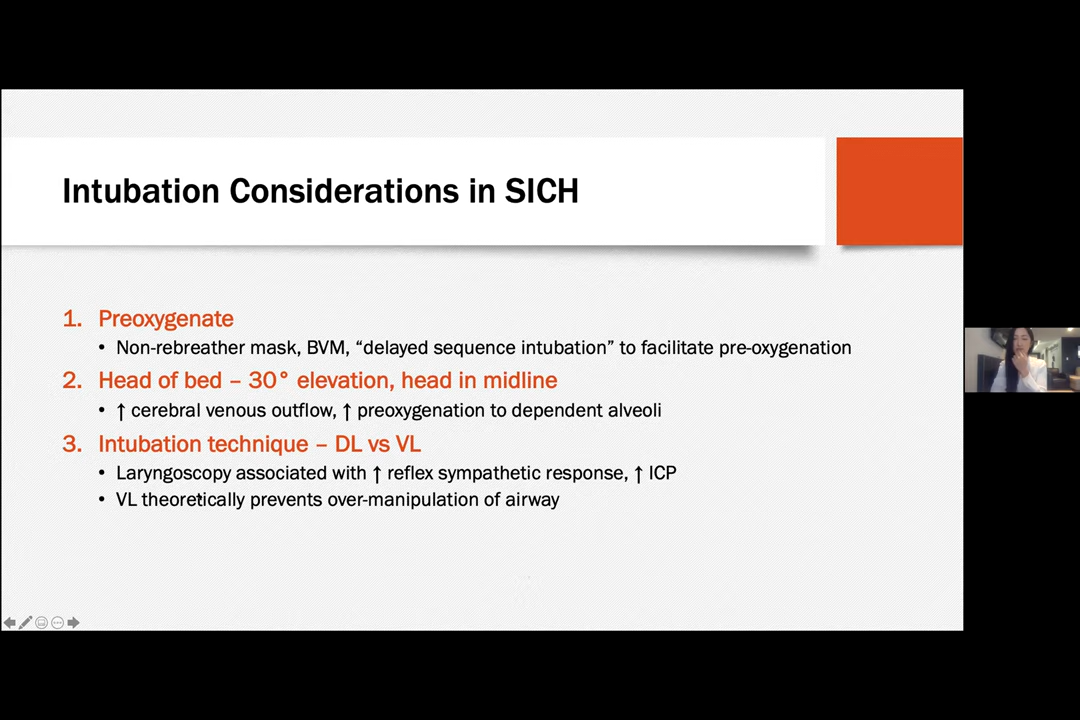 Intubation Considerations in SICH
1. Preoxygenate
• Non-rebreather mask, BVM, “delayed sequence intubation” to facilitate pre-oxygenation
2. Head of bed – 30° elevation, head in midline
• ↑ cerebral venous outflow, ↑ preoxygenation to dependent alveoli
3. Intubation technique – DL vs VL
• Laryngoscopy associated with ↑ reflex sympathetic response, ↑ ICP
• VL theoretically prevents over-manipulation of airway